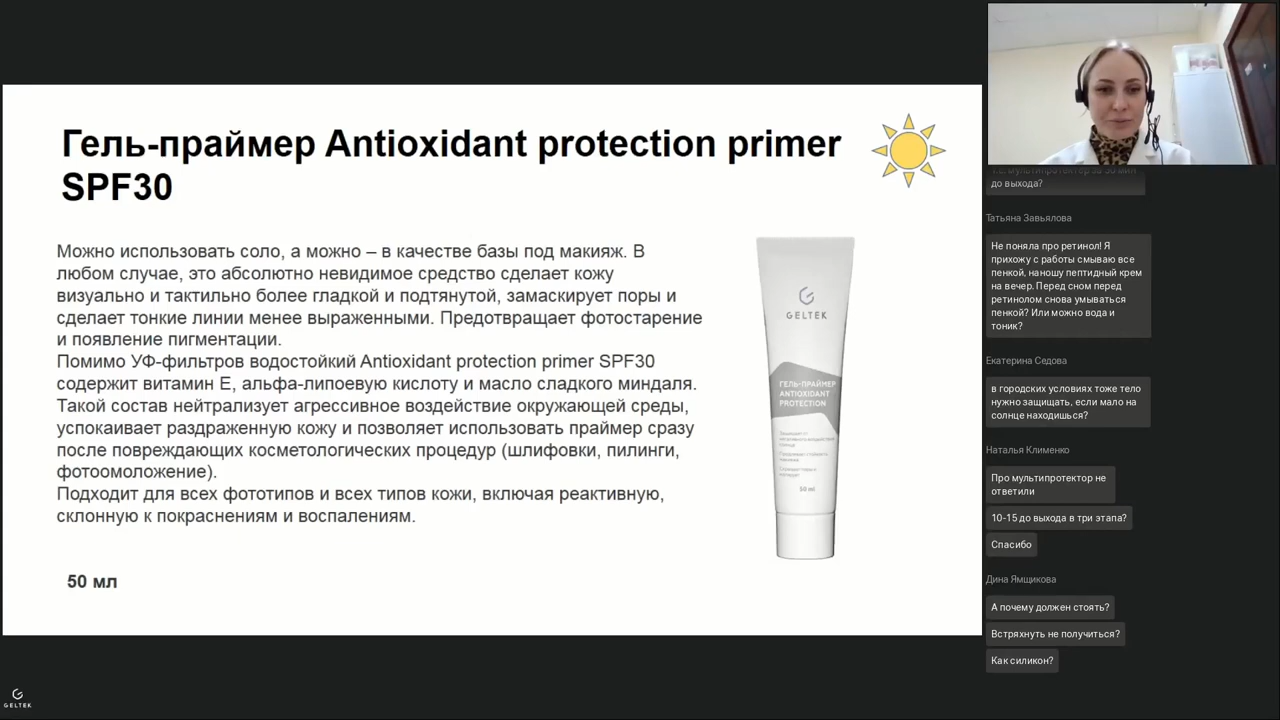 Гель-праймер Antioxidant protection primer
SPF30
Можно использовать соло, а можно – в качестве базы под макияж. В
любом случае, это абсолютно невидимое средство сделает кожу
визуально и тактильно более гладкой и подтянутой, замаскирует поры и
сделает тонкие линии менее выраженными. Предотвращает фотостарение
и появление пигментации.
Помимо УФ-фильтров водостойкий Antioxidant protection primer SPF30
содержит витамин Е, альфа-липоевую кислоту и масло сладкого миндаля.
Такой состав нейтрализует агрессивное воздействие окружающей среды,
успокаивает раздраженную кожу и позволяет использовать праймер сразу
после повреждающих косметологических процедур (шлифовки, пилинги,
фотоомоложение).
Подходит для всех фототипов и всех типов кожи, включая реактивную,
склонную к покраснениям и воспалениям.
50 мл
GELTEK
ГЕЛЬ-ПРАЙМЕР
ANTIOXIDANT
PROTECTION
50 ml
GELTEK
до выхода?
Татьяна Завьялова
Не поняла про ретинол! Я
прихожу с работы смываю все
пенкой, наношу пептидный крем
на вечер. Перед сном перед
ретинолом снова умываться
пенкой? Или можно вода и
тоник?
Екатерина Седова
в городских условиях тоже тело
нужно защищать, если мало на
солнце находишься?
Наталья Клименко
Про мультипротектор не
ответили
10-15 до выхода в три этапа?
Спасибо
Дина Ямщикова
А почему должен стоять?
Встряхнуть не получиться?
Как силикон?